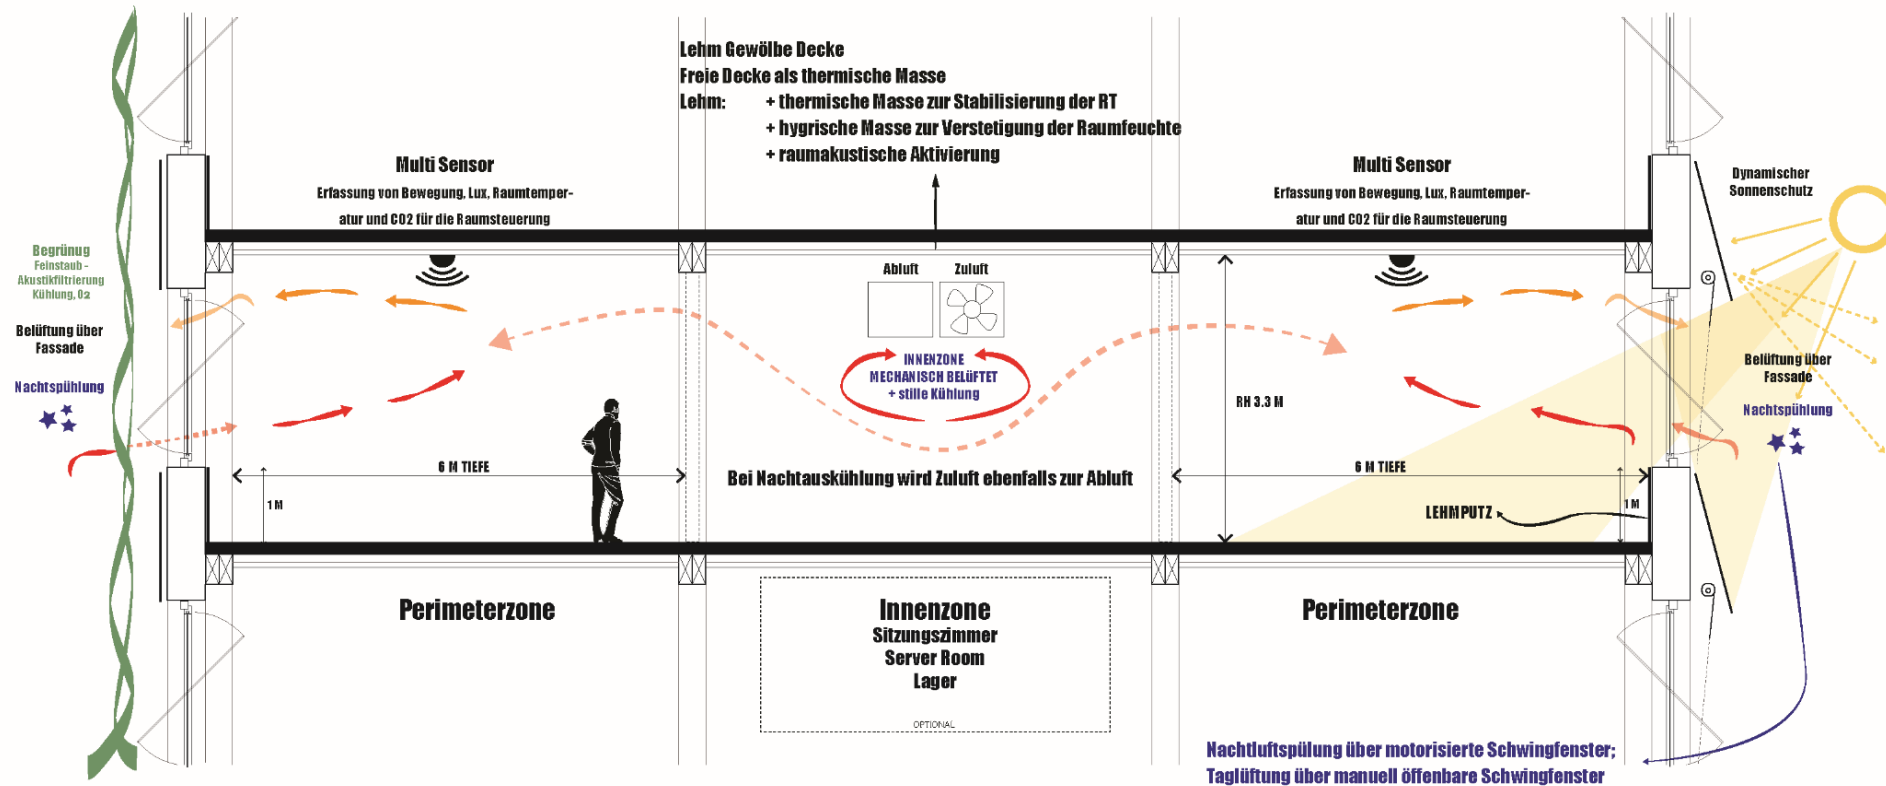 Lehm Gewölbe Decke
Freie Decke als thermische Masse
Lehm: + thermische Masse zur Stabilisierung der RT
+ hygrische Masse zur Verstetigung der Raumfeuchte
+ raumakustische Aktivierung
Multi Sensor
Erfassung von Bewegung, Lux, Raumtemper-
atur und CO2 für die Raumsteuerung
Multi Sensor
Erfassung von Bewegung, Lux, Raumtemper-
atur und CO2 für die Raumsteuerung
Dynamischer
Sonnenschutz
Begrünug
Feinstaub -
Akustikfiltrierung
Kühlung, O2
Belüftung über
Fassade
Nachtspühlung
Abluft Zuluft
INNENZONE
MECHANISCH BELÜFTET
+ stille Kühlung
RH 3.3 M
Belüftung über
Fassade
Nachtspühlung
6 M TIEFE
1 M
Bei Nachtauskühlung wird Zuluft ebenfalls zur Abluft
6 M TIEFE
1 M
LEHMPUTZ
Perimeterzone
Innenzone
Sitzungszimmer
Server Room
Lager
OPTIONAL
Perimeterzone
Nachtluftspülung über motorisierte Schwingfenster;
Taglüftung über manuell öffenbare Schwingfenster